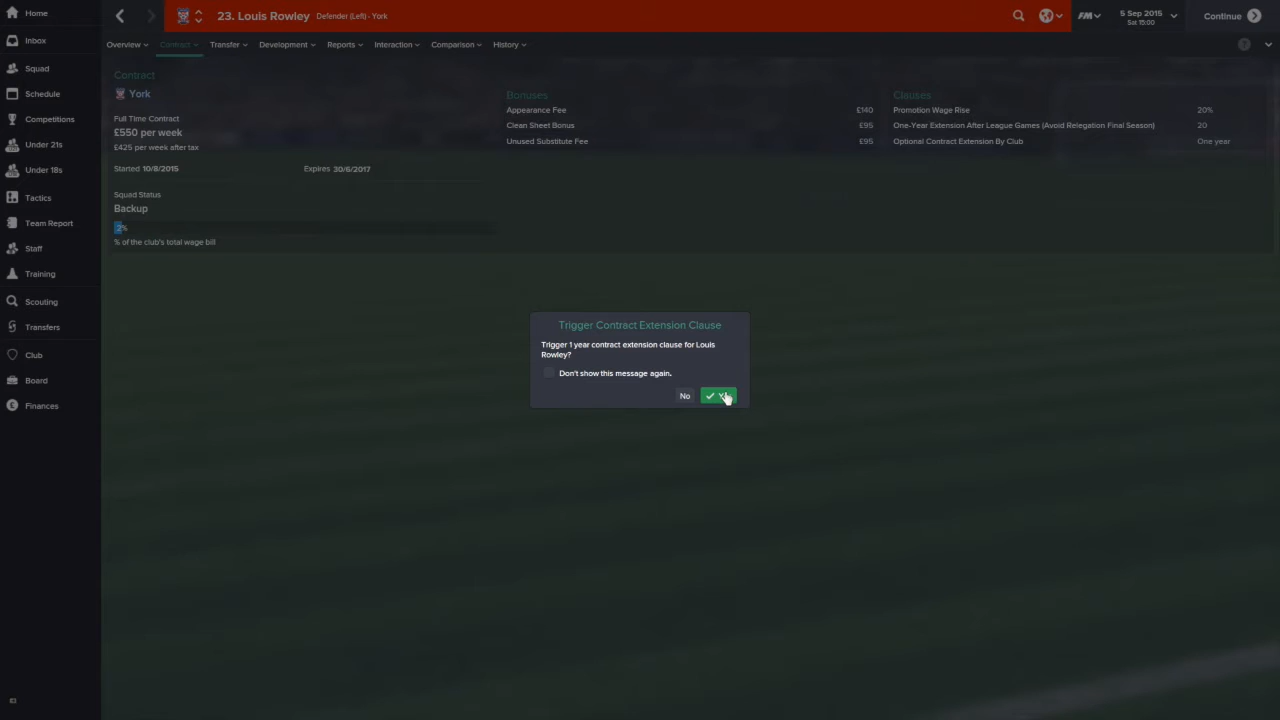 Home
Inbox
Squad
Schedule
Competitions
Under 21s
Under 18s
Tactics
Team Report
Staff
Training
Scouting
Transfers
Club
Board
Finances
23. Louis Rowley Defender (Left) - York
FM
5 Sep 2015
Sat 15:00
Continue
Overview Contract Transfer Development Reports Interaction Comparison History
?
Contract
York
Full Time Contract
£550 per week
£425 per week after tax
Started 10/8/2015 Expires 30/6/2017
Squad Status
Backup
2%
% of the club's total wage bill
Bonuses
Appearance Fee £140
Clean Sheet Bonus £95
Unused Substitute Fee £95
Clauses
Promotion Wage Rise 20%
One-Year Extension After League Games (Avoid Relegation Final Season) 20
Optional Contract Extension By Club One year
Trigger Contract Extension Clause
Trigger 1 year contract extension clause for Louis
Rowley?
Don't show this message again.
No